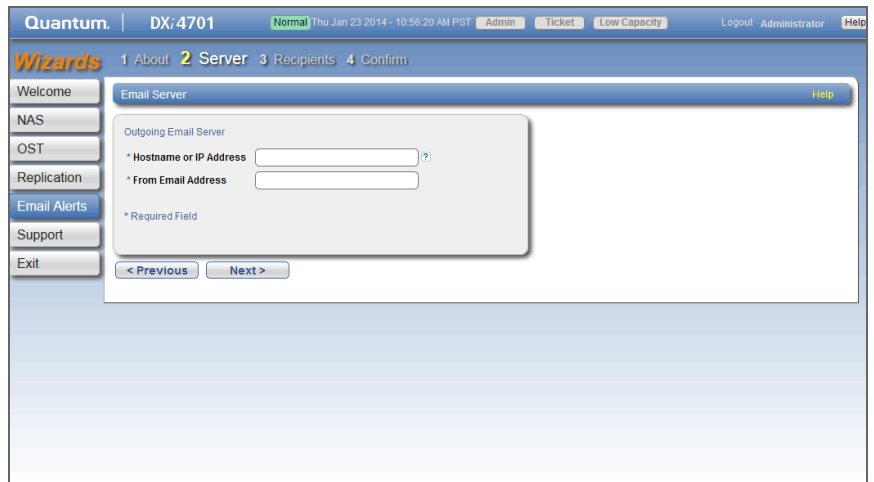 Quantum. DXi4701 Normal Thu Jan 23 2014 - 10:56:20 AM PST Admin Ticket Low Capacity Logout Administrator Help
Wizards 1 About 2 Server 3 Recipients 4 Confirm
Welcome
NAS
OST
Replication
Email Alerts
Support
Exit
Email Server Help
Outgoing Email Server
* Hostname or IP Address ?
* From Email Address
* Required Field
< Previous Next >